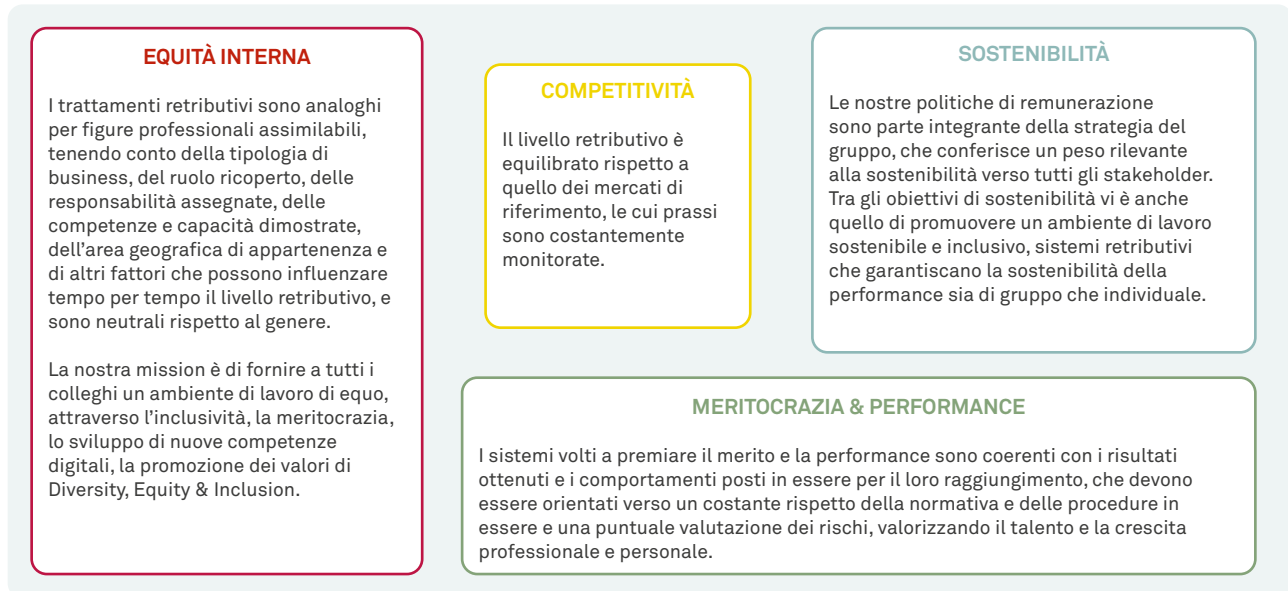 EQUITÀ INTERNA
I trattamenti retributivi sono analoghi
per figure professionali assimilabili,
tenendo conto della tipologia di
business, del ruolo ricoperto, delle
responsabilità assegnate, delle
competenze e capacità dimostrate,
dell'area geografica di appartenenza e
di altri fattori che possono influenzare
tempo per tempo il livello retributivo, e
sono neutrali rispetto al genere.
La nostra mission è di fornire a tutti i
colleghi un ambiente di lavoro di equo,
attraverso l'inclusività, la meritocrazia,
lo sviluppo di nuove competenze
digitali, la promozione dei valori di
Diversity, Equity & Inclusion.
COMPETITIVITÀ
Il livello retributivo è
equilibrato rispetto a
quello dei mercati di
riferimento, le cui prassi
sono costantemente
monitorate.
SOSTENIBILITÀ
Le nostre politiche di remunerazione
sono parte integrante della strategia del
gruppo, che conferisce un peso rilevante
alla sostenibilità verso tutti gli stakeholder.
Tra gli obiettivi di sostenibilità vi è anche
quello di promuovere un ambiente di lavoro
sostenibile e inclusivo, sistemi retributivi
che garantiscano la sostenibilità della
performance sia di gruppo che individuale.
MERITOCRAZIA & PERFORMANCE
I sistemi volti a premiare il merito e la performance sono coerenti con i risultati
ottenuti e i comportamenti posti in essere per il loro raggiungimento, che devono
essere orientati verso un costante rispetto della normativa e delle procedure in
essere e una puntuale valutazione dei rischi, valorizzando il talento e la crescita
professionale e personale.